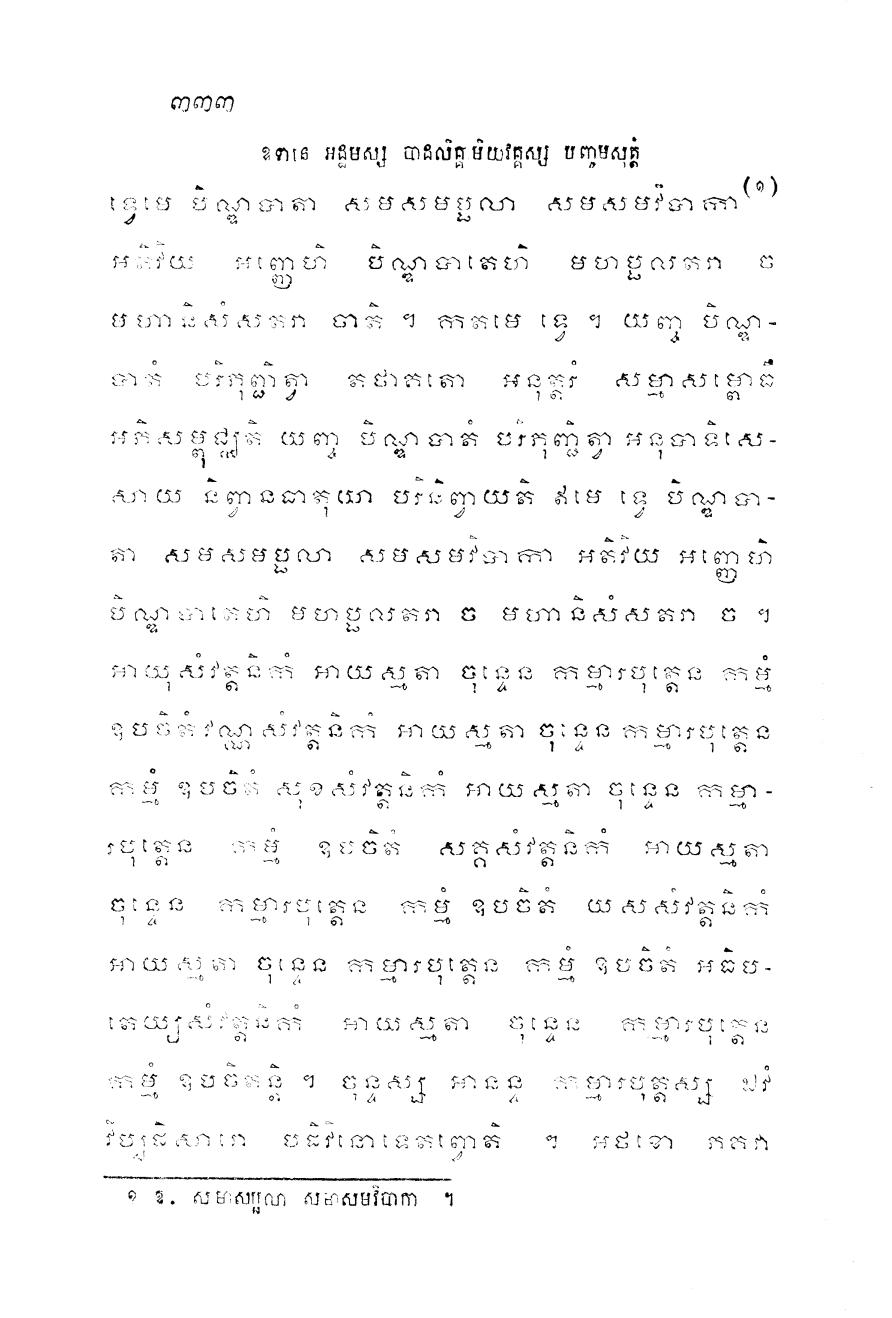 ៣៣៣
ឧទានេ អដ្ឋមស្ស បាដលិគ្គមិយវគ្គស្ស បញ្ចមសុត្តំ
ទ្វេមេ បិណ្ឌបាតា សមសមប្ផលា សមសមវិបាកា(១)
អតិវិយ អញ្ញេហិ បិណ្ឌបាតេហិ មហប្ផលតរា ច
មហានិសំសតរា ចាតិ ។ កតមេ ទ្វេ ។ យញ្ច បិណ្ឌ-
បាតំ បរិភុញ្ជិត្វា តថាគតោ អនុត្តរំ សម្មាសម្ពោធឹ
អភិសម្ពុជ្ឈតិ យញ្ច បិណ្ឌបាតំ បរិភុញ្ជិត្វា អនុបាទិសេ-
សាយ និព្វានធាតុយា បរិនិព្វាយតិ ឥមេ ទ្វេ បិណ្ឌបា-
តា សមសមប្ផលា សមសមវិបាកា អតិវិយ អញ្ញេហិ
បិណ្ឌបាតេហិ មហប្ផលតរា ច មហានិសំសតរា ច ។
អាយុសំវត្តនិកំ អាយស្មតា ចុន្ទេន កម្មារបុត្តេន កម្មំ
ឧបចិតំ វណ្ណសំវត្តនិកំ អាយស្មតា ចុន្ទេន កម្មារបុត្តេន
កម្មំ ឧបចិតំ សុខសំវត្តនិកំ អាយស្មតា ចុន្ទេន កម្មា-
របុត្តេន កម្មំ ឧបចិតំ សគ្គសំវត្តនិកំ អាយស្មតា
ចុន្ទេន កម្មារបុត្តេន កម្មំ ឧបចិតំ យសសំវត្តនិកំ
អាយស្មតា ចុន្ទេន កម្មារបុត្តេន កម្មំ ឧបចិតំ អធិប-
តេយ្យសំវត្តនិកំ អាយស្មតា ចុន្ទេន កម្មារបុត្តេន
កម្មំ ឧបចិតន្តិ ។ ចុន្ទស្ស អានន្ទ កម្មារបុត្តស្ស ឯវំ
វិប្បដិសារោ បដិវិនោទេតព្វោតិ ។ អថខោ ភគវា
១ ឧ. សមាសប្ផលា សមាសមវិបាកា ។